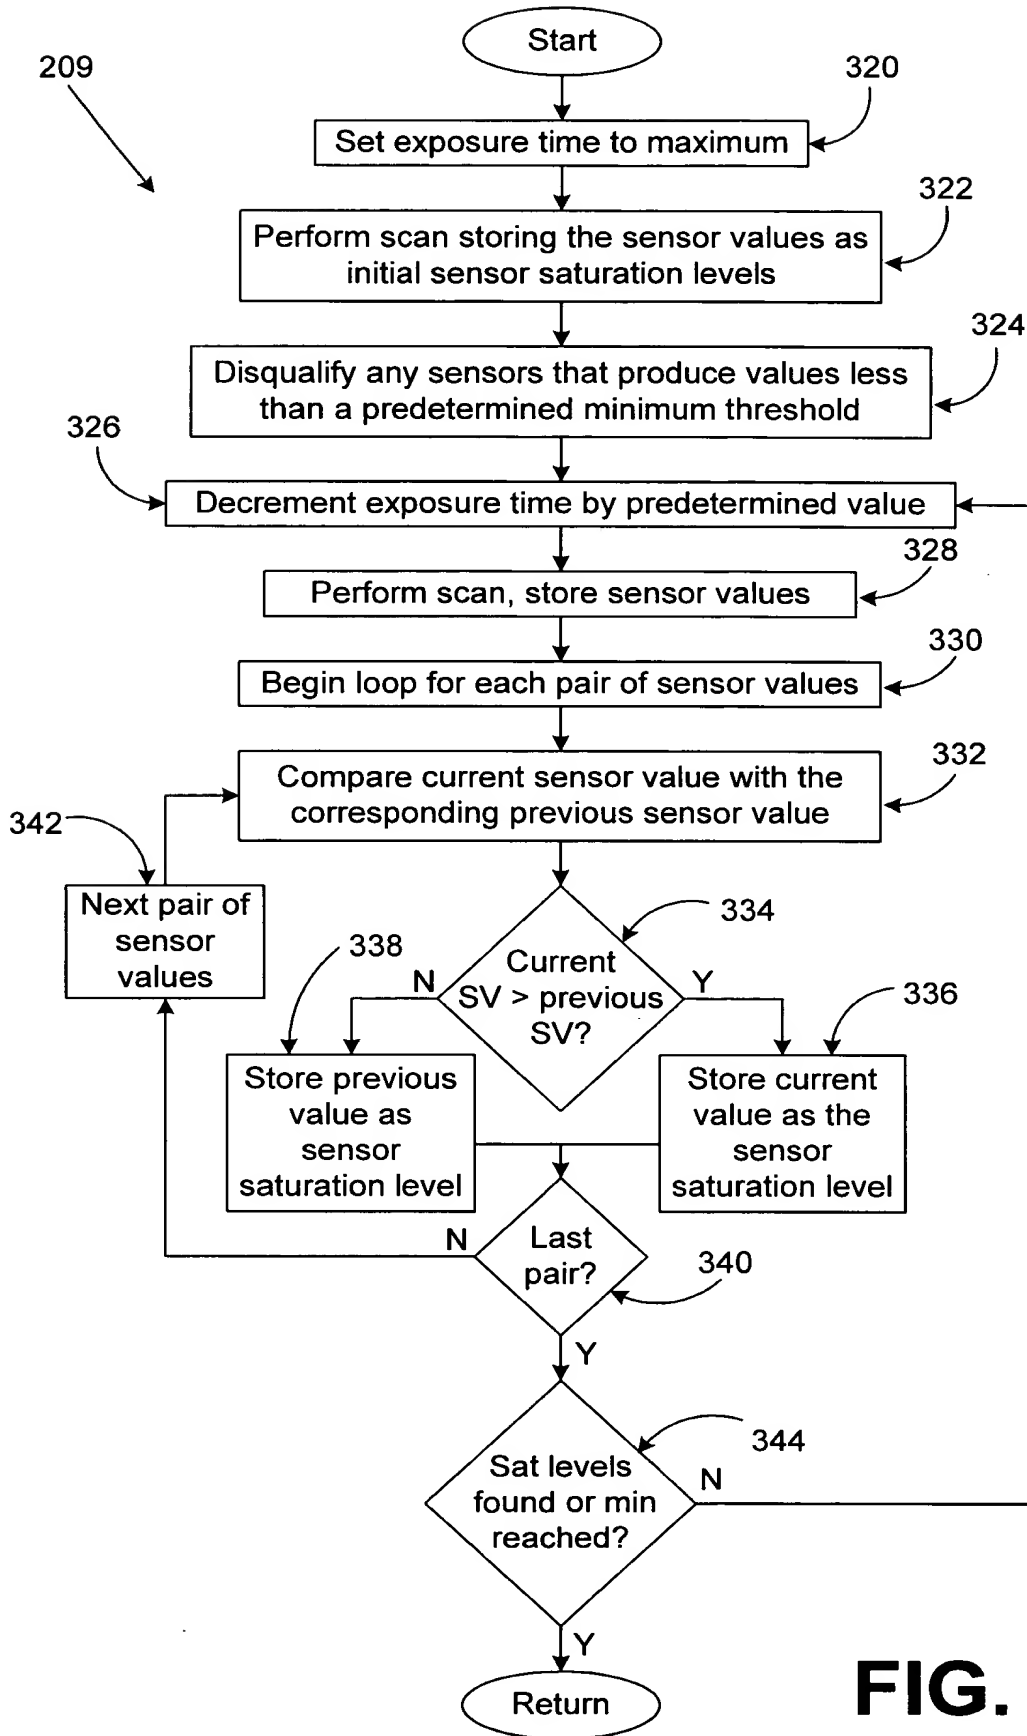 Start
209
320
Set exposure time to maximum
322
Perform scan storing the sensor values as
initial sensor saturation levels
324
Disqualify any sensors that produce values less
than a predetermined minimum threshold
326
Decrement exposure time by predetermined value
328
Perform scan, store sensor values
330
Begin loop for each pair of sensor values
332
Compare current sensor value with the
corresponding previous sensor value
342
Next pair of
sensor
values
334
Current
SV > previous
SV?
N
Y
338
336
Store previous
value as
sensor
saturation level
Store current
value as the
sensor
saturation level
N
Last
pair?
340
Y
344
Sat levels
found or min
reached?
N
Y
Return
FIG.